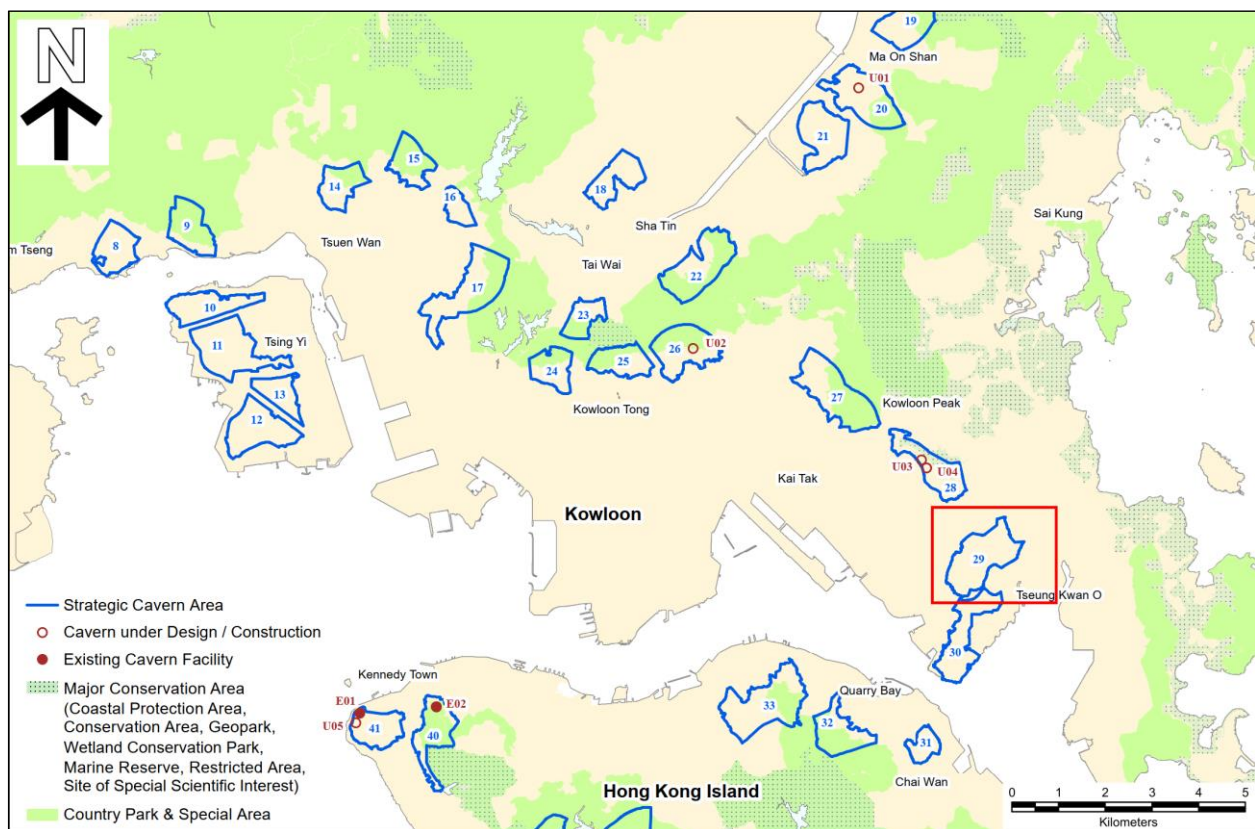 N
19
Ma On Shan
U01
20
21
15
14
16
18
9
8
m Tseng
Tsuen Wan
Sha Tin
Sai Kung
Tai Wai
22
17
10
23
11
Tsing Yi
26
U02
24
25
13
12
Kowloon Tong
27
Kowloon Peak
U03
U04
28
Kai Tak
Kowloon
29
Tseung Kwan O
30
Strategic Cavern Area
Cavern under Design / Construction
Existing Cavern Facility
Major Conservation Area
(Coastal Protection Area,
Conservation Area, Geopark,
Wetland Conservation Park,
Marine Reserve, Restricted Area,
Site of Special Scientific Interest)
Country Park & Special Area
Kennedy Town
E01
E02
U05
41
40
Quarry Bay
33
32
31
Chai Wan
Hong Kong Island
0 1 2 3 4 5
Kilometers